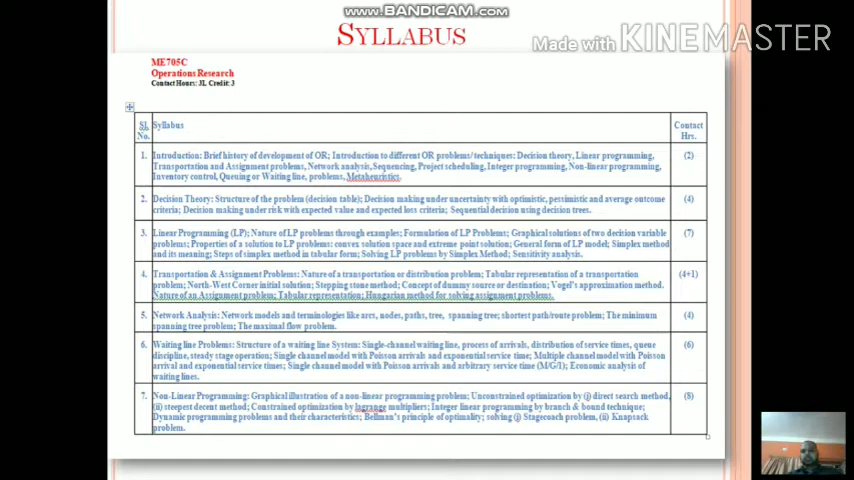 www.BANDICAM.com
SYLLABUS
Made with KINEMASTER
ME705C
Operations Research
Contact Hours: 3L Credit: 3
Sl. No. Syllabus Contact Hrs.
1. Introduction: Brief history of development of OR; Introduction to different OR problems/techniques: Decision theory, Linear programming, (2)
Transportation and Assignment problems, Network analysis, Sequencing, Project scheduling, Integer programming, Non-linear programming,
Inventory control, Queuing or Waiting line, problems, Metaheuristics.
2. Decision Theory: Structure of the problem (decision table); Decision making under uncertainty with optimistic, pessimistic and average outcome (4)
criteria; Decision making under risk with expected value and expected loss criteria; Sequential decision using decision trees.
3. Linear Programming (LP); Nature of LP problems through examples; Formulation of LP Problems; Graphical solutions of two decision variable (7)
problems; Properties of a solution to LP problems: convex solution space and extreme point solution; General form of LP model; Simplex method
and its meaning; Steps of simplex method in tabular form; Solving LP problems by Simplex Method; Sensitivity analysis.
4. Transportation & Assignment Problems: Nature of a transportation or distribution problem; Tabular representation of a transportation (4+1)
problem; North-West Corner initial solution; Stepping stone method; Concept of dummy source or destination; Vogel's approximation method.
Nature of an Assignment problem; Tabular representation; Hungarian method for solving assignment problems.
5. Network Analysis: Network models and terminologies like arcs, nodes, paths, tree, spanning tree; shortest path/route problem; The minimum (4)
spanning tree problem; The maximal flow problem.
6. Waiting line Problems: Structure of a waiting line System: Single-channel waiting line, process of arrivals, distribution of service times, queue (6)
discipline, steady stage operation; Single channel model with Poisson arrivals and exponential service time; Multiple channel model with Poisson
arrival and exponential service times; Single channel model with Poisson arrivals and arbitrary service time (M/G/I); Economic analysis of
waiting lines.
7. Non-Linear Programming: Graphical illustration of a non-linear programming problem; Unconstrained optimization by (i) direct search method, (8)
(ii) steepest decent method; Constrained optimization by lagrange multipliers; Integer linear programming by branch & bound technique;
Dynamic programming problems and their characteristics; Bellman's principle of optimality; solving (i) Stagecoach problem, (ii) Knapsack
problem.